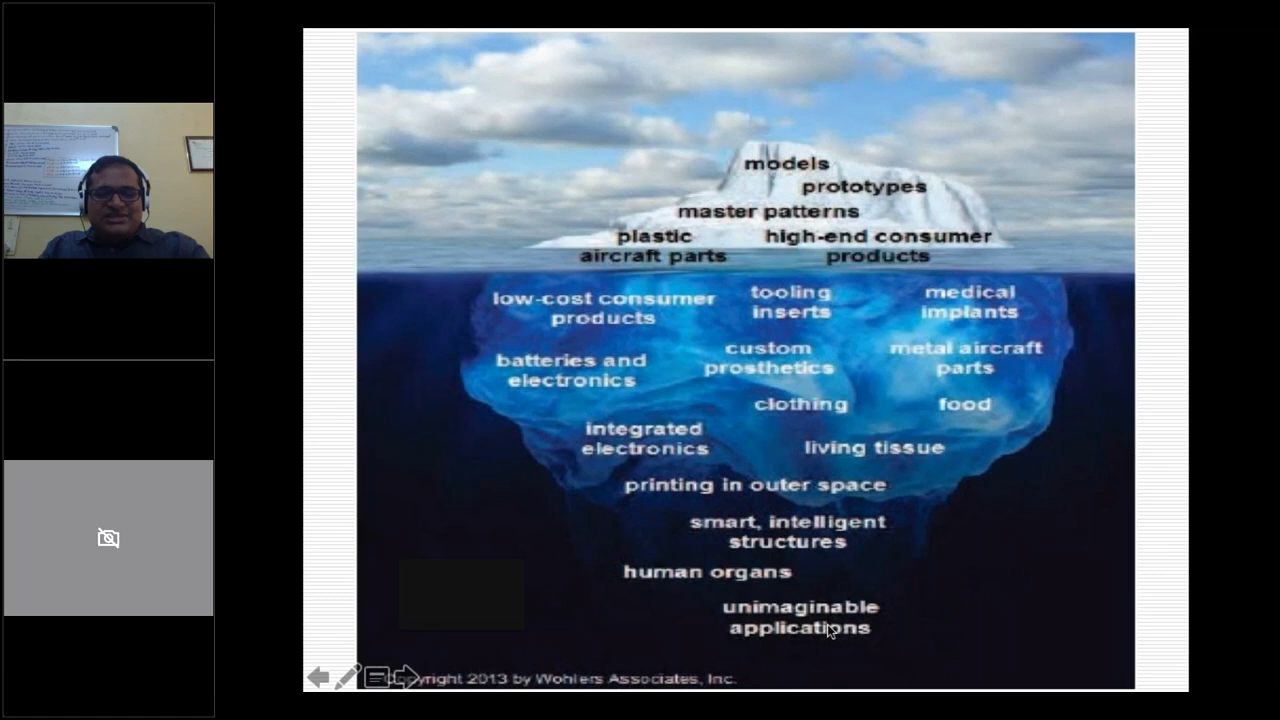 models
prototypes
master patterns
plastic
aircraft parts
high-end consumer
products
low-cost consumer
products
tooling
inserts
medical
implants
batteries and
electronics
custom
prosthetics
metal aircraft
parts
clothing
food
integrated
electronics
living tissue
printing in outer space
smart, intelligent
structures
human organs
unimaginable
applications
Copyright 2013 by Wohlers Associates, Inc.